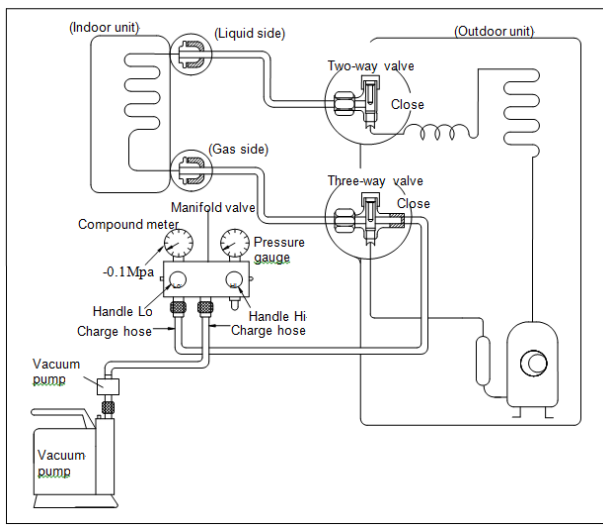 (Indoor unit)
(Liquid side)
(Outdoor unit)
Two-way valve
Close
(Gas side)
Three-way valve
Close
Manifold valve
Compound meter
Pressure
gauge
-0.1Mpa
Lo
Handle Lo
Handle Hi
Charge hose
Charge hose
Vacuum
pump
Vacuum
pump